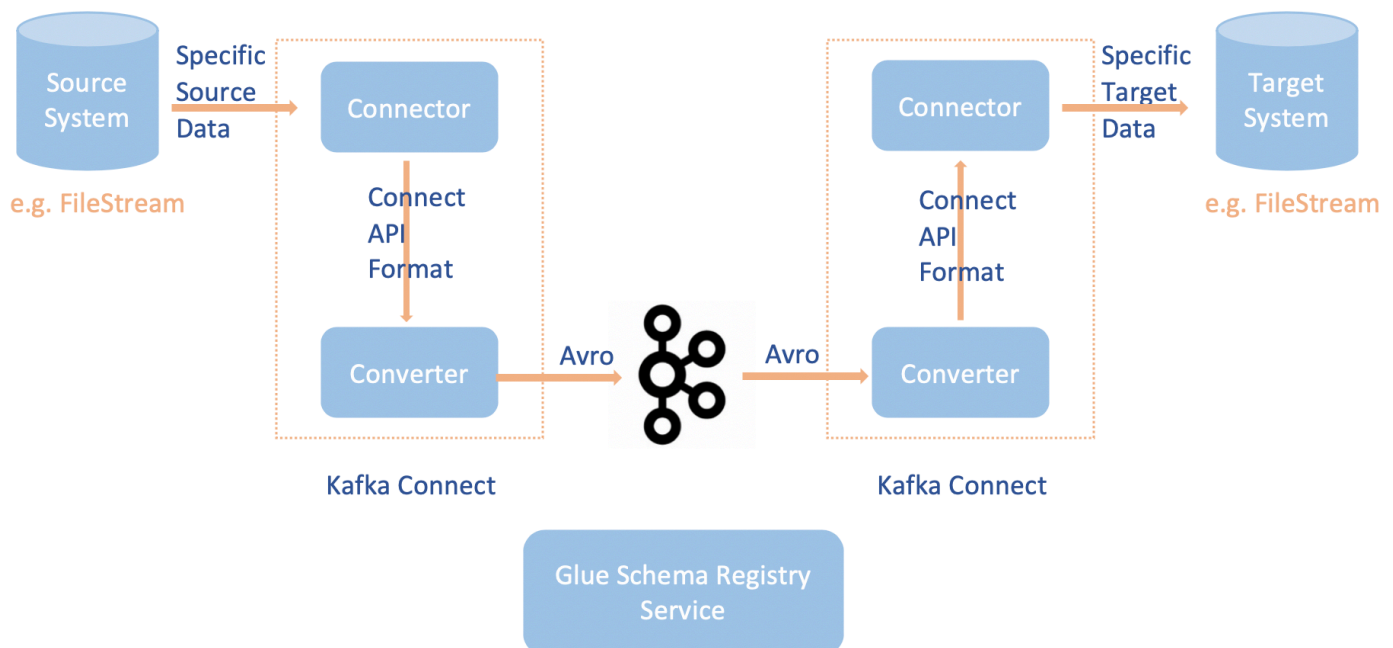 Source
System
e.g. FileStream
Specific
Source
Data
Connector
Connect
API
Format
Converter
Kafka Connect
Avro
Avro
Connector
Connect
API
Format
Converter
Kafka Connect
Specific
Target
Data
Target
System
e.g. FileStream
Glue Schema Registry
Service